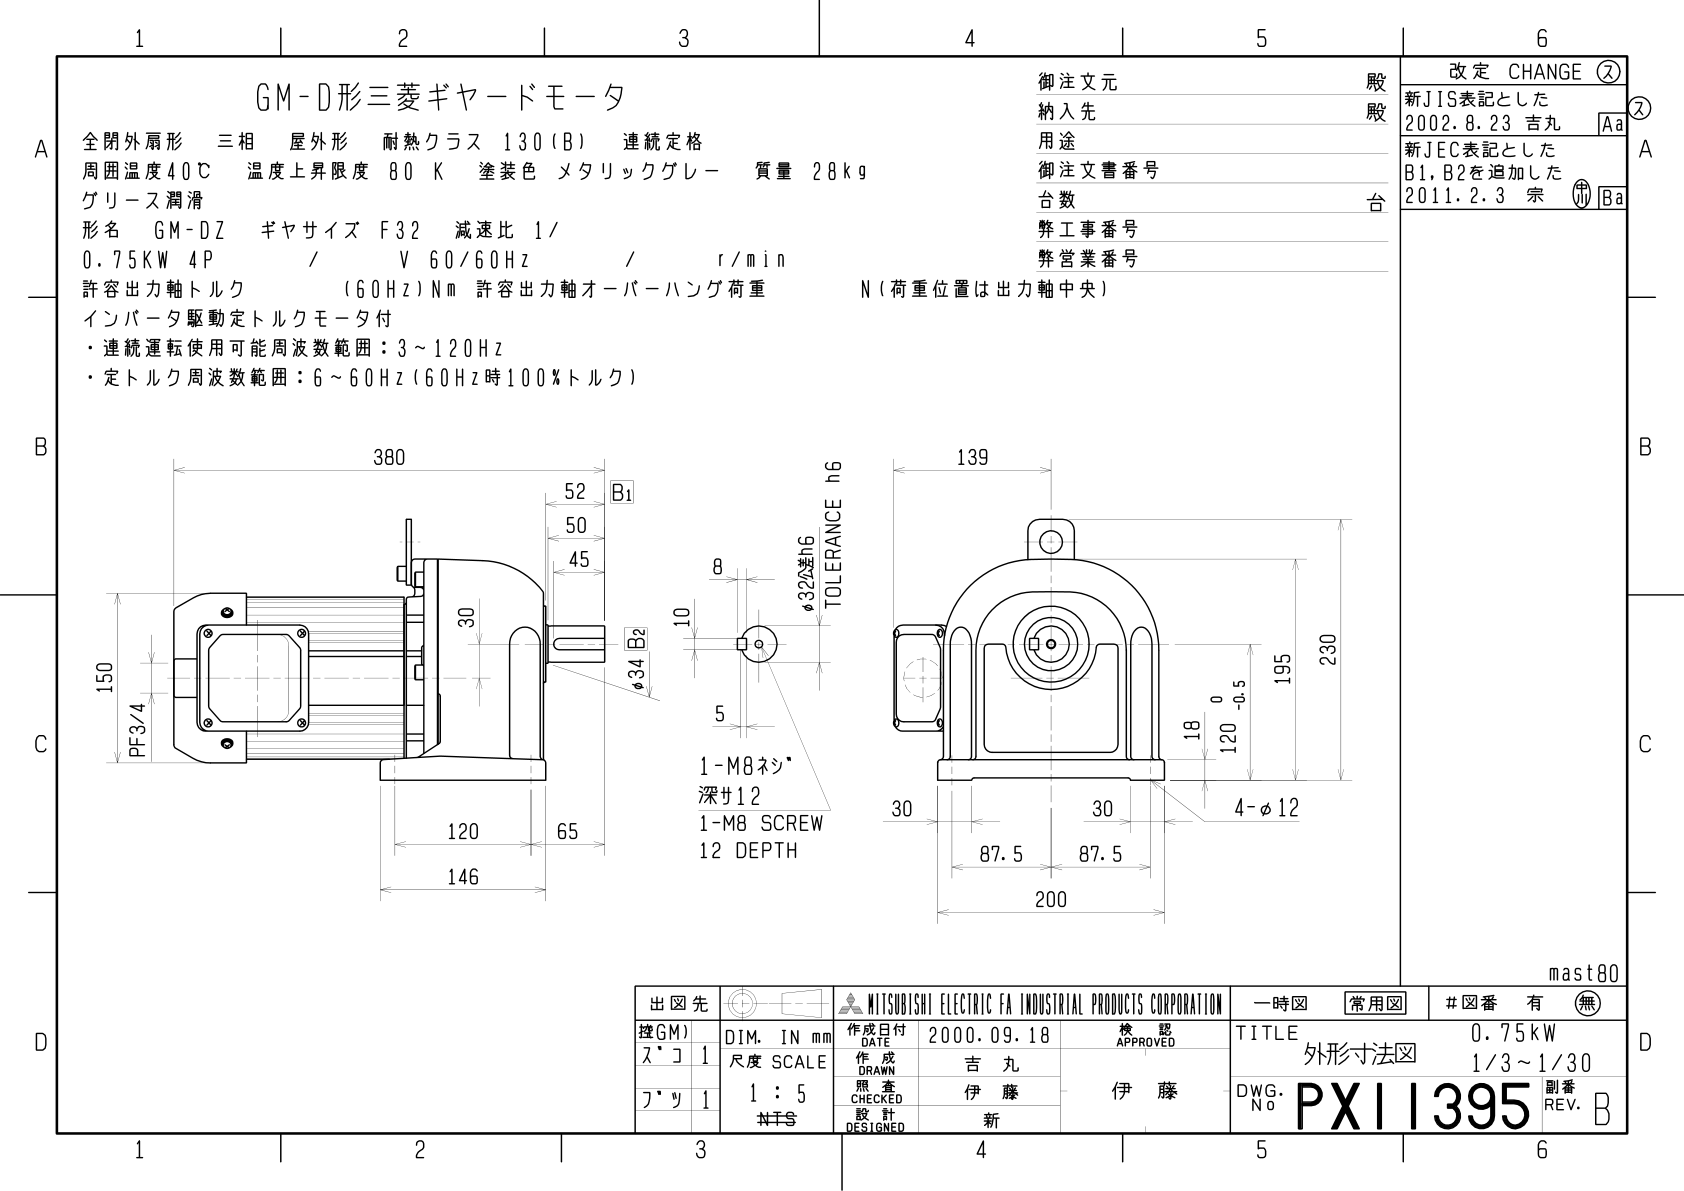 1 2 3 4 5 6
A
B
C
D
GM-D形三菱ギヤードモータ
全閉外扇形 三相 屋外形 耐熱クラス 130(B) 連続定格
周囲温度40℃ 温度上昇限度 80 K 塗装色 メタリックグレー 質量 28kg
グリース潤滑
形名 GM-DZ ギヤサイズ F32 減速比 1/
0.75KW 4P / V 60/60Hz / r/min
許容出力軸トルク (60Hz)Nm 許容出力軸オーバーハング荷重 N(荷重位置は出力軸中央)
インバータ駆動定トルクモータ付
・連続運転使用可能周波数範囲：3~120Hz
・定トルク周波数範囲：6~60Hz(60Hz時100%トルク)
御注文元 殿
納入先 殿
用途
御注文書番号
台数 台
弊工事番号
弊営業番号
改定 CHANGE ス
新JIS表記とした
2002.8.23 吉丸 Aa
ス
新JEC表記とした
B1,B2を追加した
2011.2.3 宗 Ba
A
B
C
D
380
52 B1
50
45
30
B2
φ34
150
PF3/4
120
65
146
8
10
5
φ32公差h6
TOLERANCE h6
1-M8ネジ
深サ12
1-M8 SCREW
12 DEPTH
139
230
195
0
120 -0.5
18
30
30
4-φ12
87.5
87.5
200
mast80
出図先
控GM)
ズコ 1
ブツ 1
DIM. IN mm
尺度 SCALE
1 : 5
NTS
MITSUBISHI ELECTRIC FA INDUSTRIAL PRODUCTS CORPORATION
作成日付 DATE 2000.09.18
作成 DRAWN 吉丸
照査 CHECKED 伊藤
設計 DESIGNED 新
検認 APPROVED
伊藤
一時図 常用図 #図番 有 無
TITLE
外形寸法図
0.75kW
1/3~1/30
DWG. No PX11395
副番 REV. B
1 2 3 4 5 6